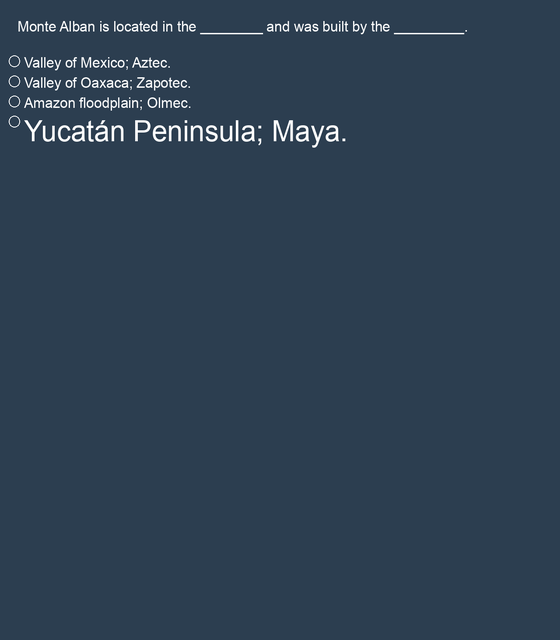 Monte Alban is located in the ________ and was built by the _________.
Valley of Mexico; Aztec.
Valley of Oaxaca; Zapotec.
Amazon floodplain; Olmec.
Yucatán Peninsula; Maya.